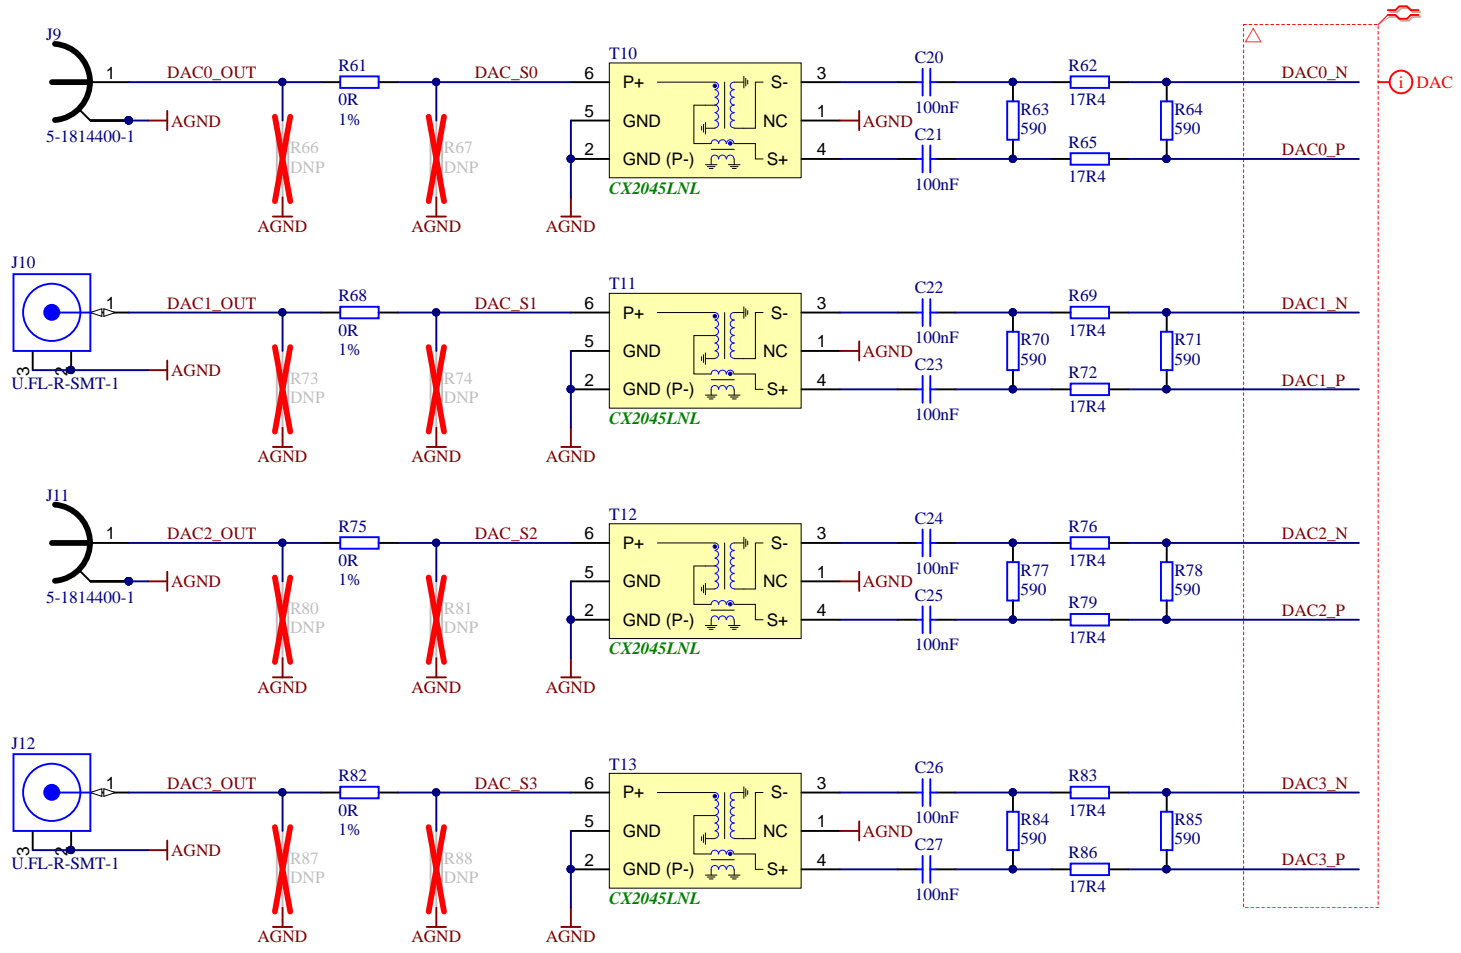 J9
1
DAC0_OUT
AGND
5-1814400-1
R61
0R
1%
R66
DNP
AGND
R67
DNP
AGND
DAC_S0
T10
6 P+
5 GND
2 GND (P-)
S- 3
NC 1
S+ 4
CX2045LNL
AGND
AGND
C20
100nF
C21
100nF
R62
17R4
R63
590
R64
590
R65
17R4
DAC0_N
DAC0_P
i DAC
J10
1
3
2
DAC1_OUT
AGND
U.FL-R-SMT-1
R68
0R
1%
R73
DNP
AGND
R74
DNP
AGND
DAC_S1
T11
6 P+
5 GND
2 GND (P-)
S- 3
NC 1
S+ 4
CX2045LNL
AGND
AGND
C22
100nF
C23
100nF
R69
17R4
R70
590
R71
590
R72
17R4
DAC1_N
DAC1_P
J11
1
DAC2_OUT
AGND
5-1814400-1
R75
0R
1%
R80
DNP
AGND
R81
DNP
AGND
DAC_S2
T12
6 P+
5 GND
2 GND (P-)
S- 3
NC 1
S+ 4
CX2045LNL
AGND
AGND
C24
100nF
C25
100nF
R76
17R4
R77
590
R78
590
R79
17R4
DAC2_N
DAC2_P
J12
1
3
2
DAC3_OUT
AGND
U.FL-R-SMT-1
R82
0R
1%
R87
DNP
AGND
R88
DNP
AGND
DAC_S3
T13
6 P+
5 GND
2 GND (P-)
S- 3
NC 1
S+ 4
CX2045LNL
AGND
AGND
C26
100nF
C27
100nF
R83
17R4
R84
590
R85
590
R86
17R4
DAC3_N
DAC3_P